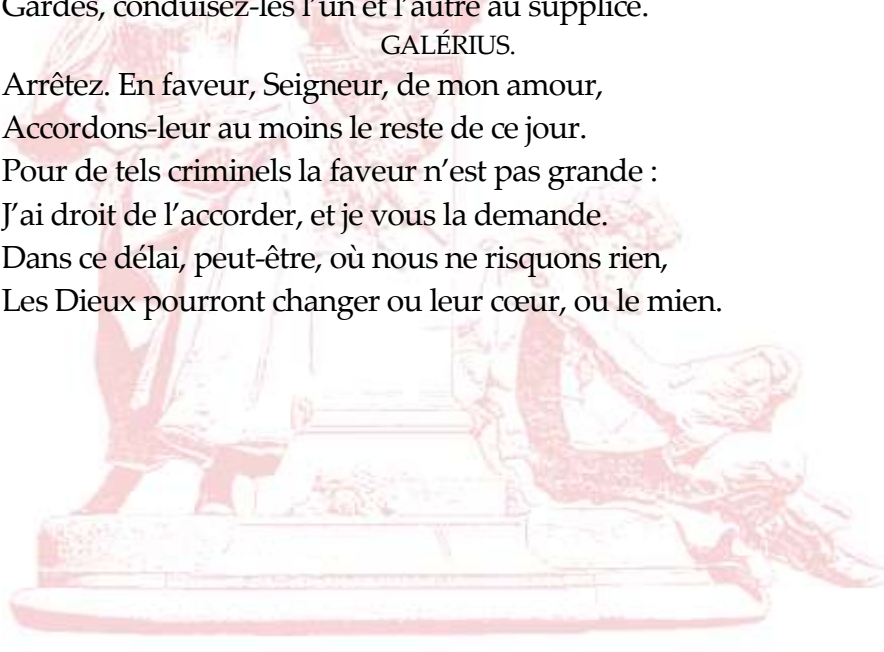 Gardes, conduisez-les l’un et l’autre au supplice.
GALÉRIUS.
Arrêtez. En faveur, Seigneur, de mon amour,
Accordons-leur au moins le reste de ce jour.
Pour de tels criminels la faveur n’est pas grande :
J’ai droit de l’accorder, et je vous la demande.
Dans ce délai, peut-être, où nous ne risquons rien,
Les Dieux pourront changer ou leur cœur, ou le mien.